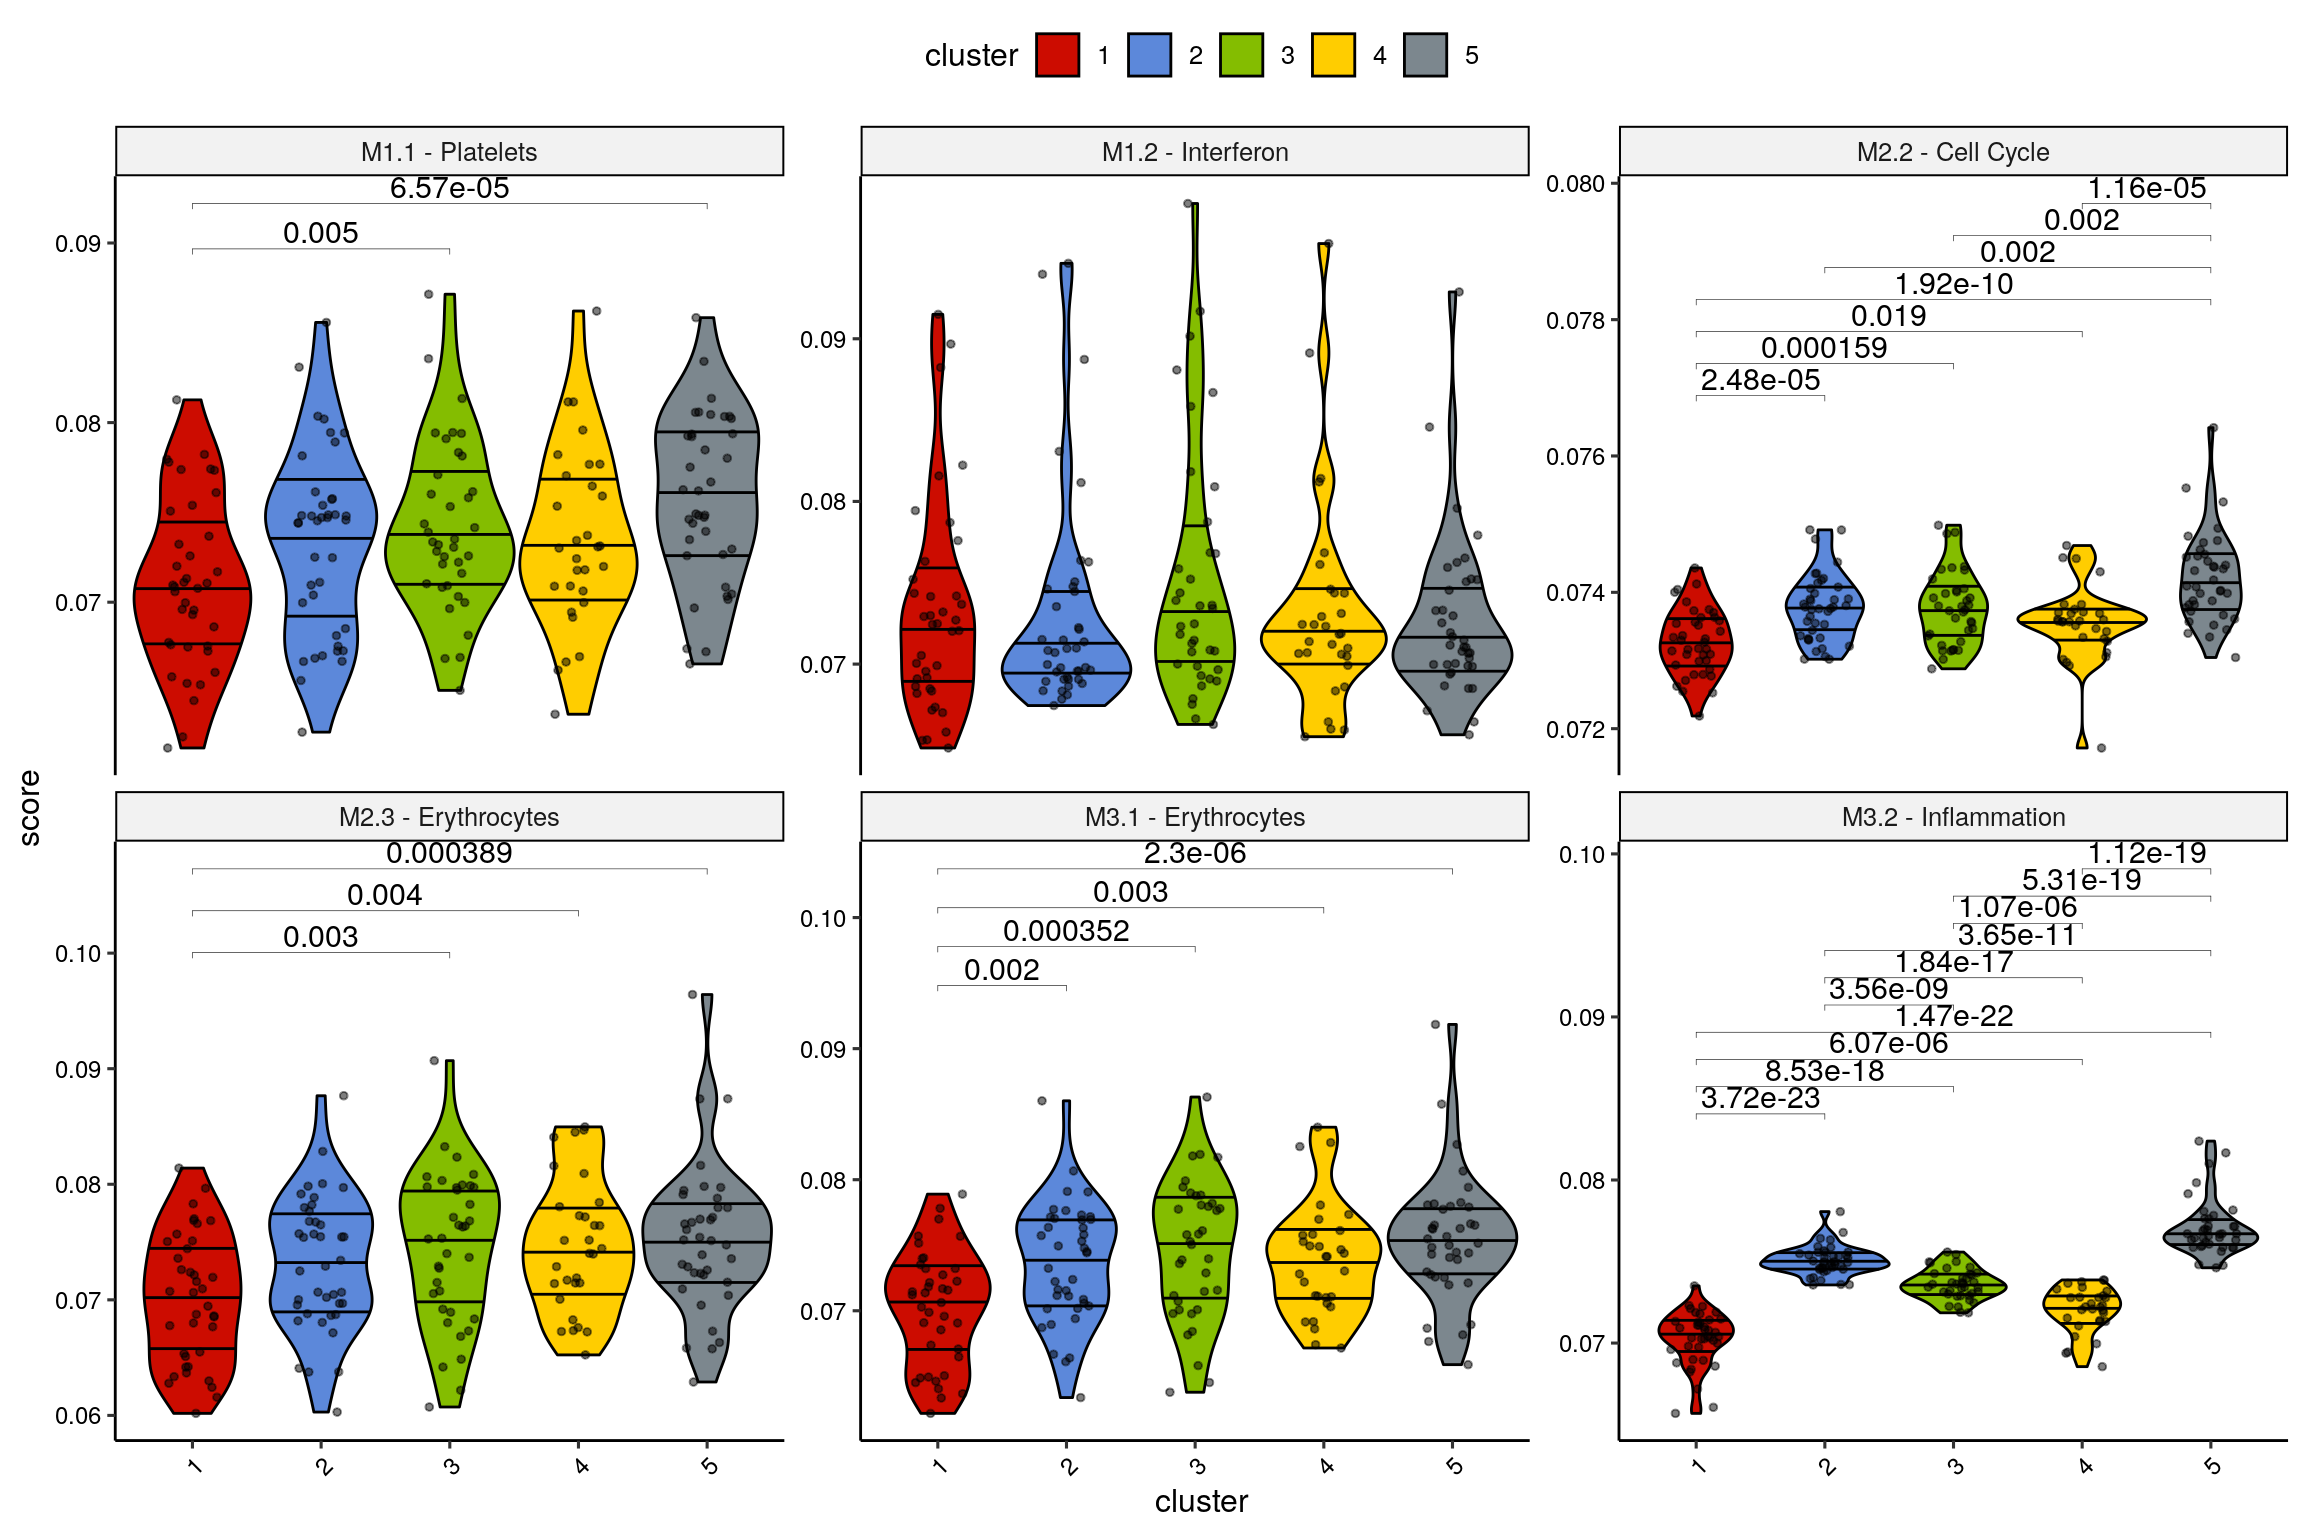 cluster 1 2 3 4 5
M1.1 - Platelets
6.57e-05
0.005
0.09
0.08
0.07
M1.2 - Interferon
0.09
0.08
0.07
M2.2 - Cell Cycle
0.080
0.078
0.076
0.074
0.072
1.16e-05
0.002
0.002
1.92e-10
0.019
0.000159
2.48e-05
score
M2.3 - Erythrocytes
0.000389
0.004
0.003
0.10
0.09
0.08
0.07
0.06
1 2 3 4 5
M3.1 - Erythrocytes
2.3e-06
0.003
0.000352
0.002
0.10
0.09
0.08
0.07
1 2 3 4 5
M3.2 - Inflammation
0.10
0.09
0.08
0.07
1.12e-19
5.31e-19
1.07e-06
3.65e-11
1.84e-17
3.56e-09
1.47e-22
6.07e-06
8.53e-18
3.72e-23
1 2 3 4 5
cluster